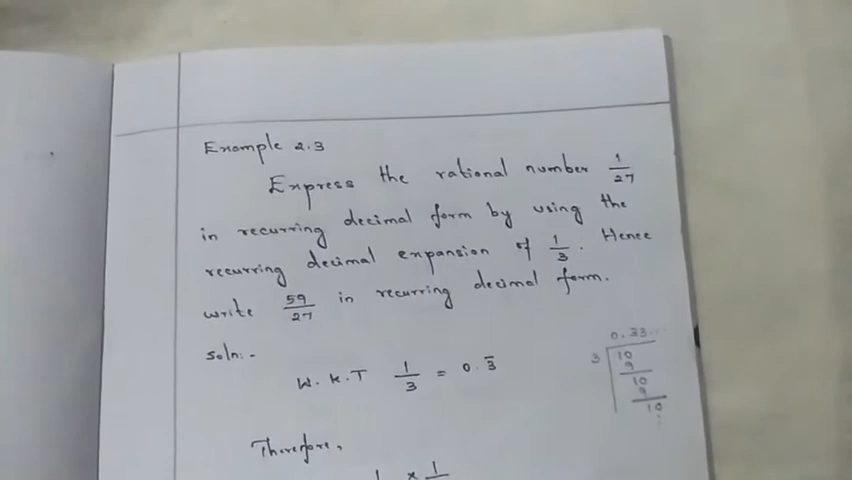 Example 2.3
Express the rational number 1/27
in recurring decimal form by using the
recurring decimal expansion of 1/3. Hence
write 59/27 in recurring decimal form.
Soln:-
W.K.T 1/3 = 0.3̅
0.33...
3 10
9
10
9
10
Therefore,
1 × 1